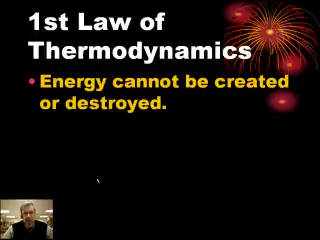 1st Law of
Thermodynamics
• Energy cannot be created
or destroyed.